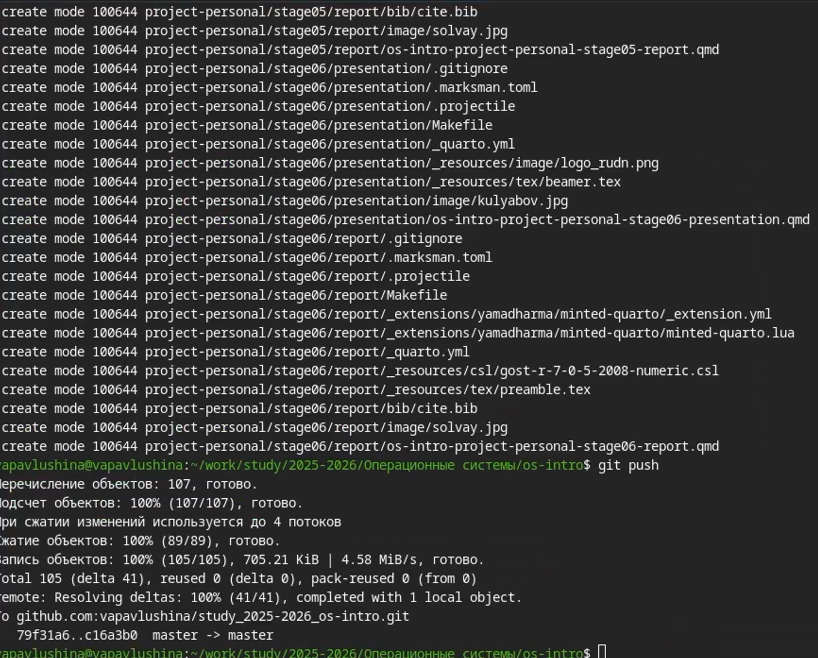 create mode 100644 project-personal/stage05/report/bib/cite.bib
create mode 100644 project-personal/stage05/report/image/solvay.jpg
create mode 100644 project-personal/stage05/report/os-intro-project-personal-stage05-report.qmd
create mode 100644 project-personal/stage06/presentation/.gitignore
create mode 100644 project-personal/stage06/presentation/.marksman.toml
create mode 100644 project-personal/stage06/presentation/.projectile
create mode 100644 project-personal/stage06/presentation/Makefile
create mode 100644 project-personal/stage06/presentation/_quarto.yml
create mode 100644 project-personal/stage06/presentation/_resources/image/logo_rudn.png
create mode 100644 project-personal/stage06/presentation/_resources/tex/beamer.tex
create mode 100644 project-personal/stage06/presentation/image/kulyabov.jpg
create mode 100644 project-personal/stage06/presentation/os-intro-project-personal-stage06-presentation.qmd
create mode 100644 project-personal/stage06/report/.gitignore
create mode 100644 project-personal/stage06/report/.marksman.toml
create mode 100644 project-personal/stage06/report/.projectile
create mode 100644 project-personal/stage06/report/Makefile
create mode 100644 project-personal/stage06/report/_extensions/yamadharma/minted-quarto/_extension.yml
create mode 100644 project-personal/stage06/report/_extensions/yamadharma/minted-quarto/minted-quarto.lua
create mode 100644 project-personal/stage06/report/_quarto.yml
create mode 100644 project-personal/stage06/report/_resources/csl/gost-r-7-0-5-2008-numeric.csl
create mode 100644 project-personal/stage06/report/_resources/tex/preamble.tex
create mode 100644 project-personal/stage06/report/bib/cite.bib
create mode 100644 project-personal/stage06/report/image/solvay.jpg
create mode 100644 project-personal/stage06/report/os-intro-project-personal-stage06-report.qmd
vapavlushina@vapavlushina:~/work/study/2025-2026/Операционные системы/os-intro$ git push
Перечисление объектов: 107, готово.
Подсчет объектов: 100% (107/107), готово.
При сжатии изменений используется до 4 потоков
Сжатие объектов: 100% (89/89), готово.
Запись объектов: 100% (105/105), 705.21 KiB | 4.58 MiB/s, готово.
Total 105 (delta 41), reused 0 (delta 0), pack-reused 0 (from 0)
remote: Resolving deltas: 100% (41/41), completed with 1 local object.
To github.com:vapavlushina/study_2025-2026_os-intro.git
79f31a6..c16a3b0 master -> master
vapavlushina@vapavlushina:~/work/study/2025-2026/Операционные системы/os-intro$